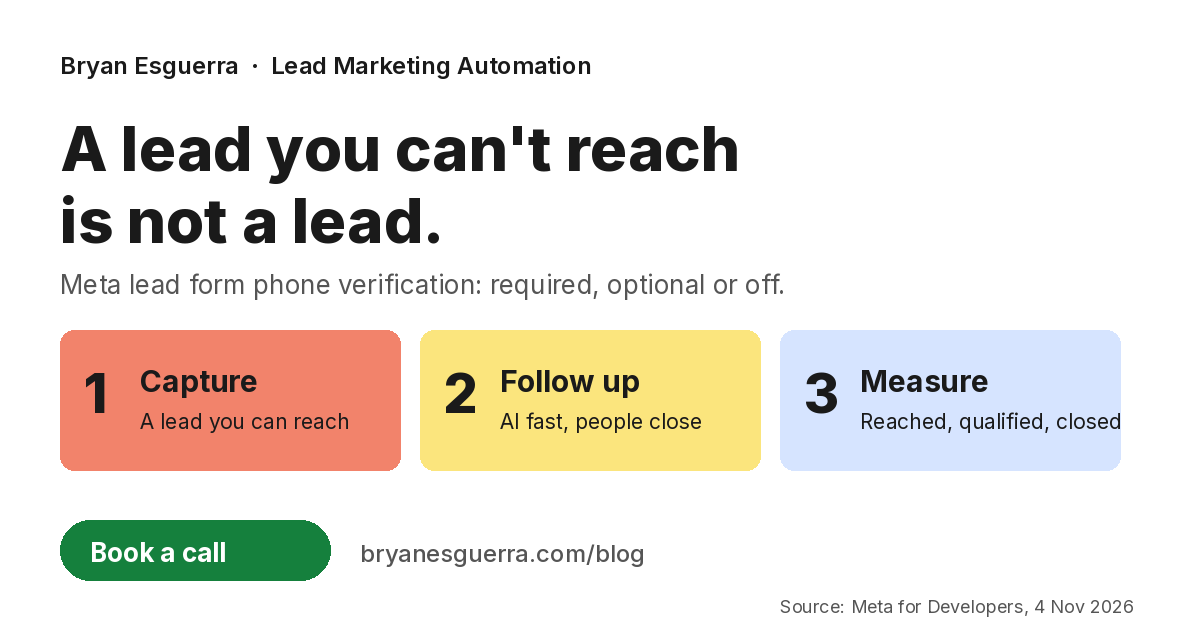 Bryan Esguerra · Lead Marketing Automation
A lead you can't reach
is not a lead.
Meta lead form phone verification: required, optional or off.
1
Capture
A lead you can reach
2
Follow up
AI fast, people close
3
Measure
Reached, qualified, closed
Book a call
bryanesguerra.com/blog
Source: Meta for Developers, 4 Nov 2026